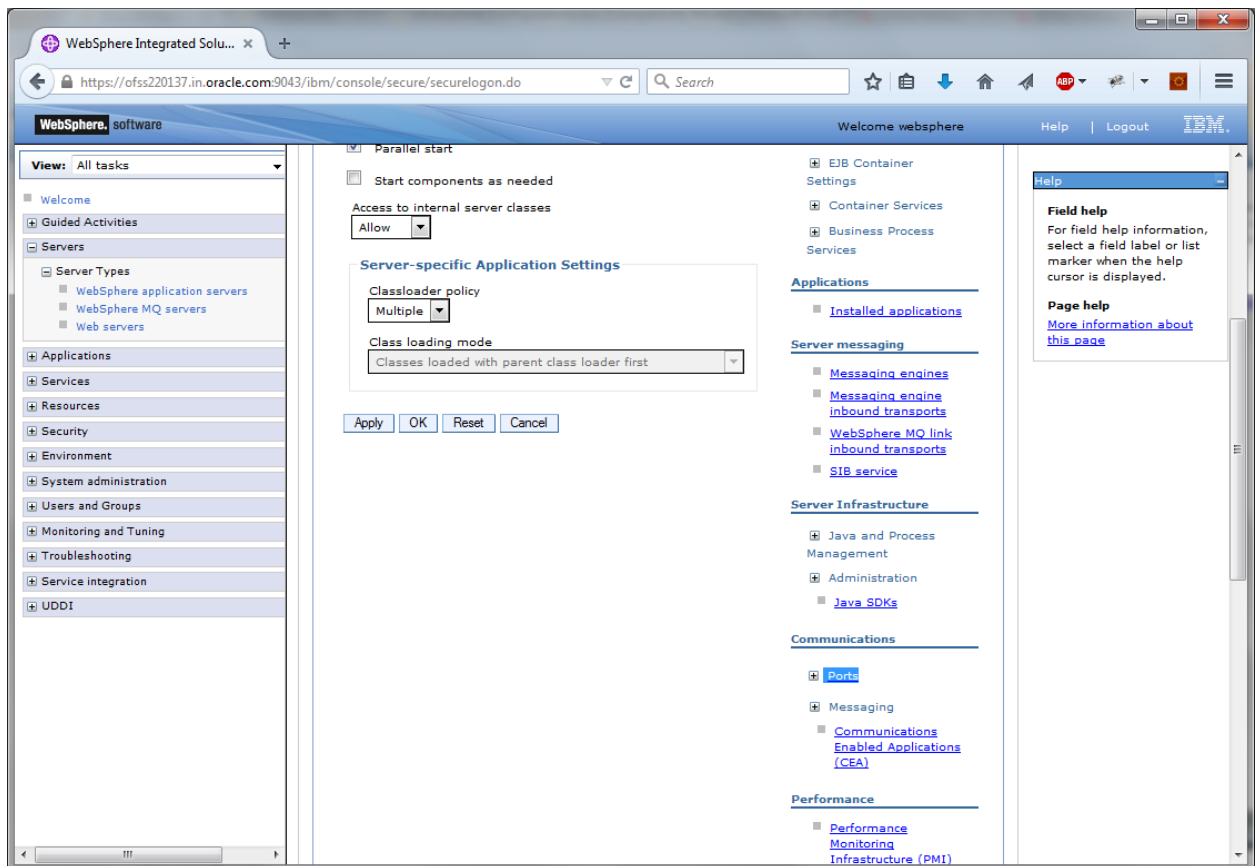 WebSphere Integrated Solu...
https://ofss220137.in.oracle.com:9043/ibm/console/secure/securelogon.do
Search
ABP
WebSphere. software
Welcome websphere
Help | Logout
IBM.
View: All tasks
Welcome
Guided Activities
Servers
Server Types
WebSphere application servers
WebSphere MQ servers
Web servers
Applications
Services
Resources
Security
Environment
System administration
Users and Groups
Monitoring and Tuning
Troubleshooting
Service integration
UDDI
Parallel start
Start components as needed
Access to internal server classes
Allow
Server-specific Application Settings
Classloader policy
Multiple
Class loading mode
Classes loaded with parent class loader first
Apply OK Reset Cancel
EJB Container
Settings
Container Services
Business Process
Services
Applications
Installed applications
Server messaging
Messaging engines
Messaging engine
inbound transports
WebSphere MQ link
inbound transports
SIB service
Server Infrastructure
Java and Process
Management
Administration
Java SDKs
Communications
Ports
Messaging
Communications
Enabled Applications
(CEA)
Performance
Performance
Monitoring
Infrastructure (PMI)
Help
Field help
For field help information,
select a field label or list
marker when the help
cursor is displayed.
Page help
More information about
this page